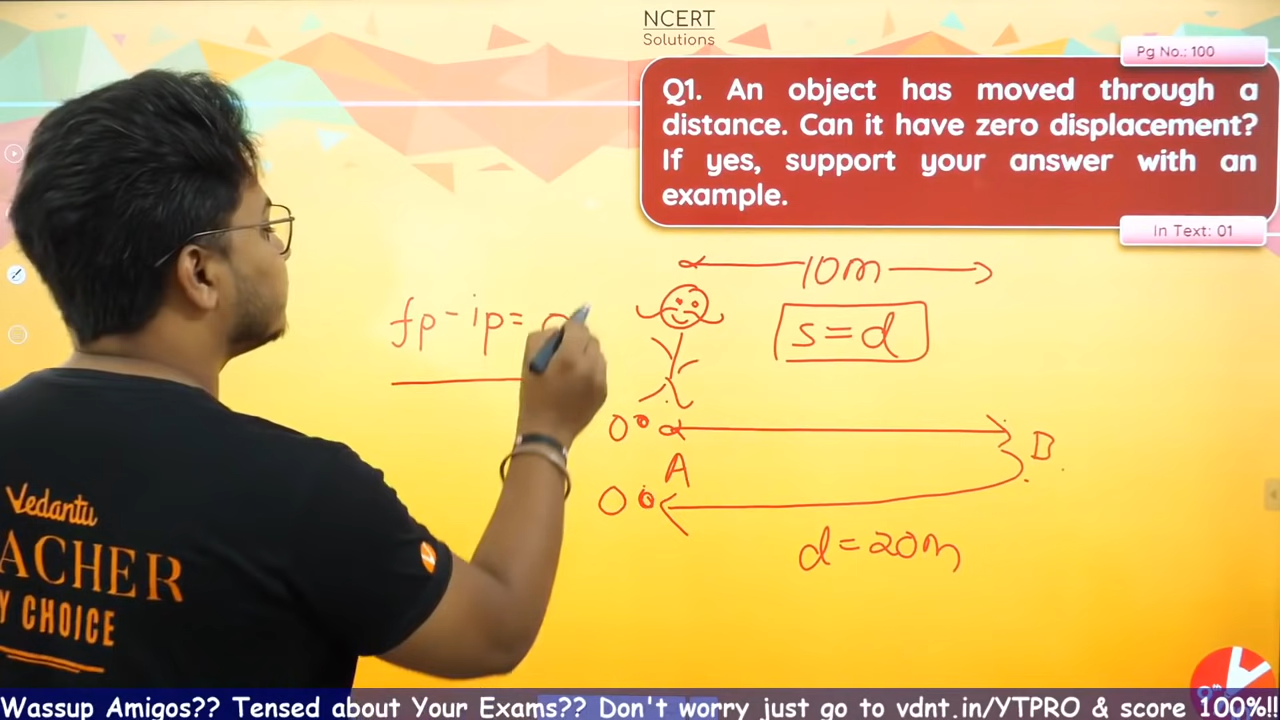 NCERT
Solutions
Pg No.: 100
Q1. An object has moved through a
distance. Can it have zero displacement?
If yes, support your answer with an
example.
In Text: 01
10m
s=d
fp-ip=
A
B
d=20m
Vedantu
ACHER
Y CHOICE
Wassup Amigos?? Tensed about Your Exams?? Don't worry just go to vdnt.in/YTPRO & score 100%!!